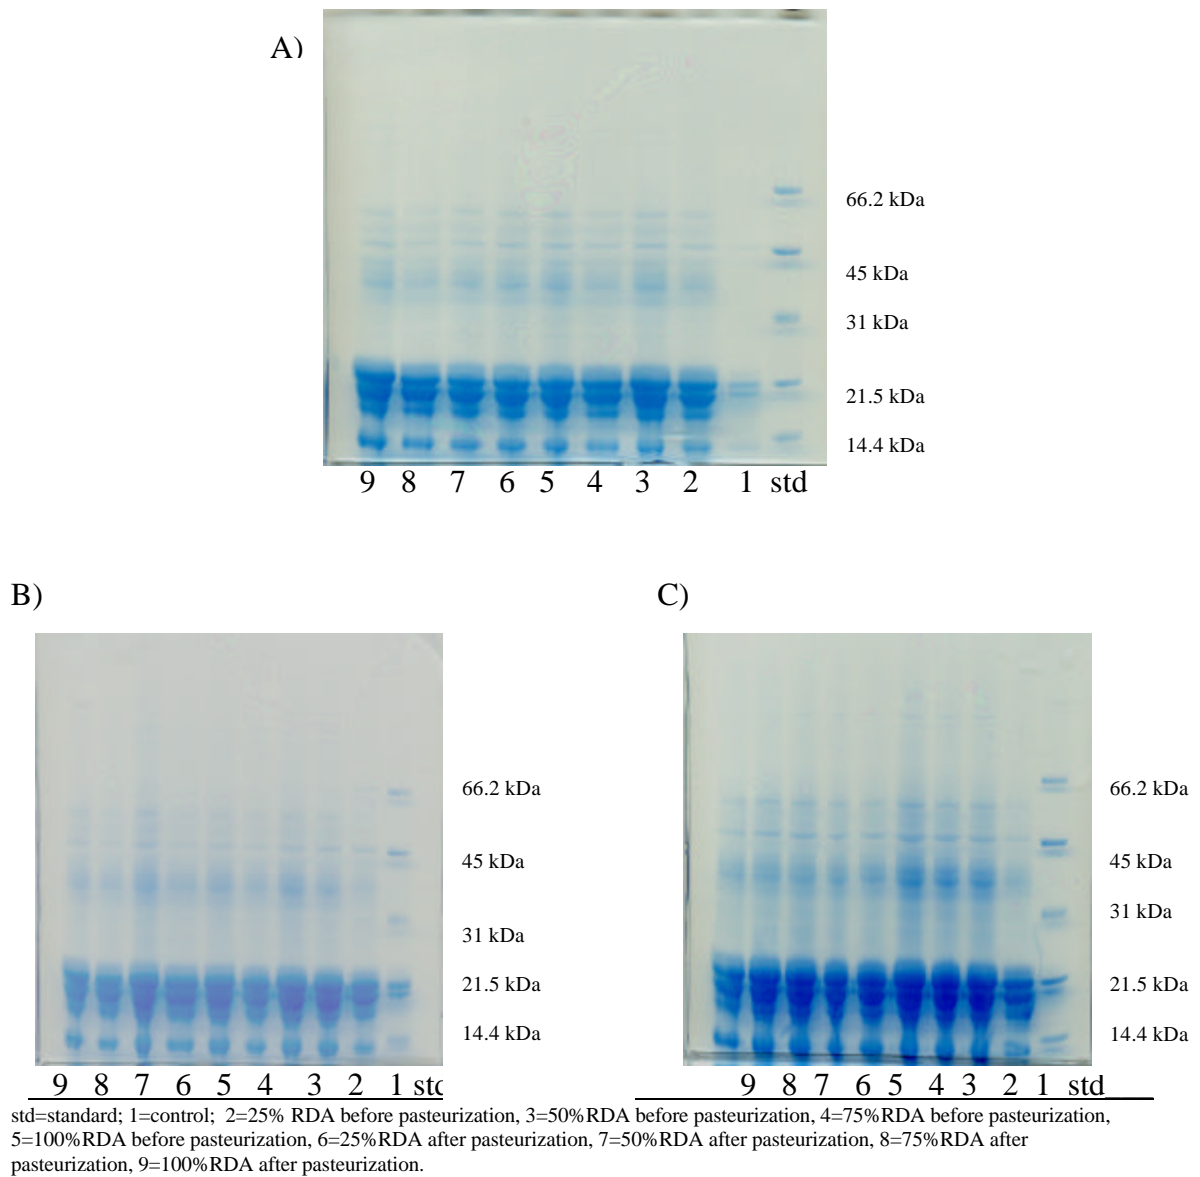 A)
66.2 kDa
45 kDa
31 kDa
21.5 kDa
14.4 kDa
9 8 7 6 5 4 3 2 1 std
B)
66.2 kDa
45 kDa
31 kDa
21.5 kDa
14.4 kDa
9 8 7 6 5 4 3 2 1 std
C)
66.2 kDa
45 kDa
31 kDa
21.5 kDa
14.4 kDa
9 8 7 6 5 4 3 2 1 std
std=standard; 1=control; 2=25% RDA before pasteurization, 3=50%RDA before pasteurization, 4=75%RDA before pasteurization,
5=100%RDA before pasteurization, 6=25%RDA after pasteurization, 7=50%RDA after pasteurization, 8=75%RDA after
pasteurization, 9=100%RDA after pasteurization.